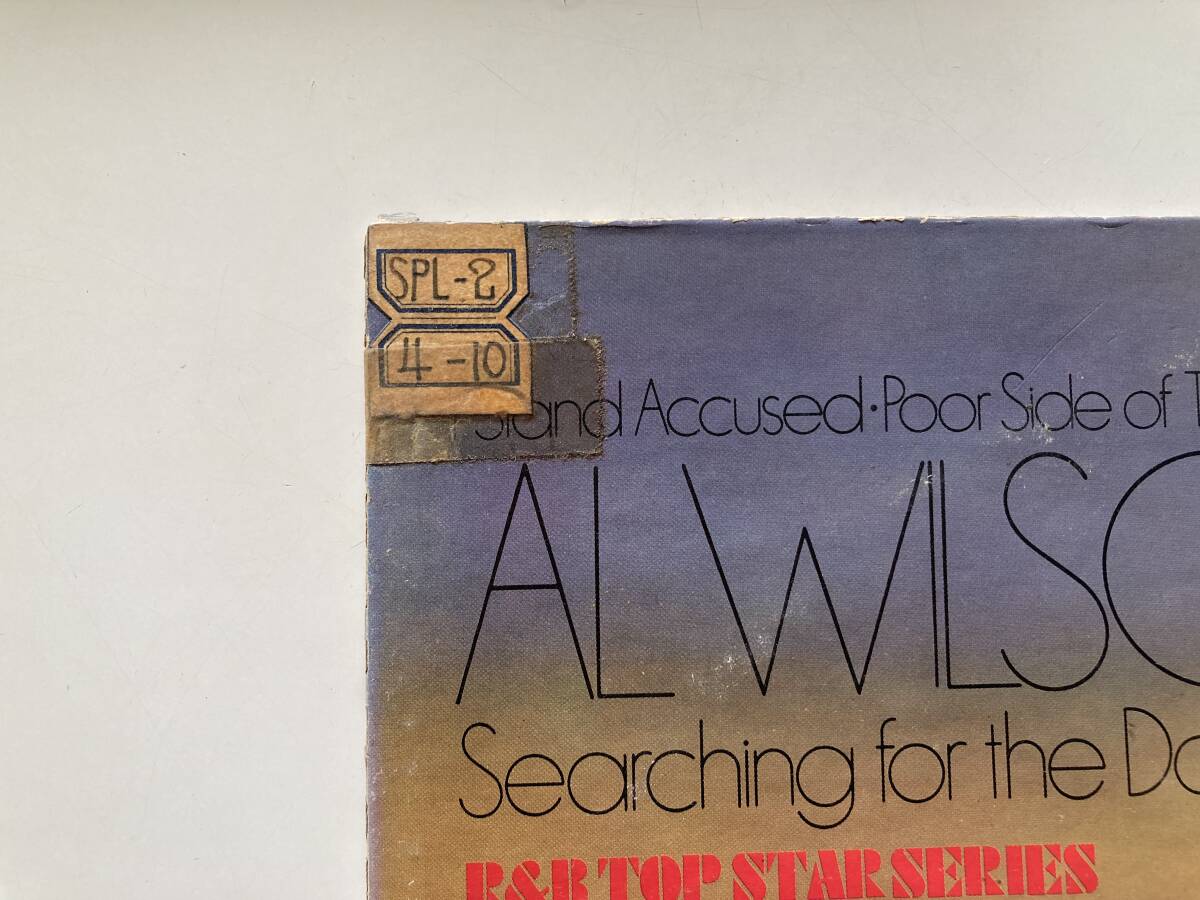 SPL-2
4-10
Stand Accused·Poor Side of T
AL WILSO
Searching for the Do
R&B TOP STAR SERIES